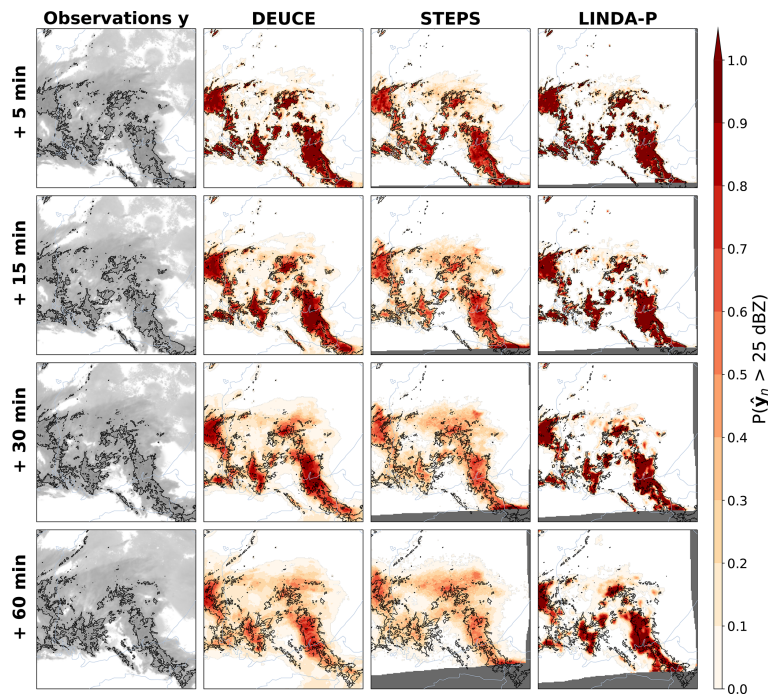 Observations y DEUCE STEPS LINDA-P
+ 5 min
+ 15 min
+ 30 min
+ 60 min
1.0
0.9
0.8
0.7
0.6
0.5
0.4
0.3
0.2
0.1
0.0
P(ŷₙ > 25 dBZ)